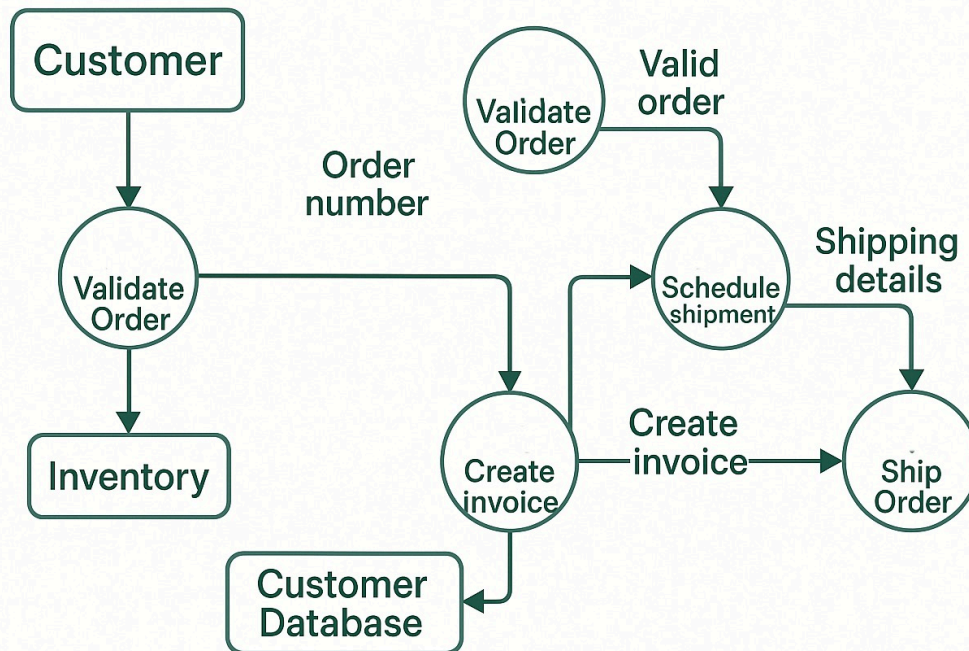 Customer
Validate
Order
Valid
order
Order
number
Validate
Order
Schedule
shipment
Shipping
details
Inventory
Create
invoice
Create
invoice
Ship
Order
Customer
Database